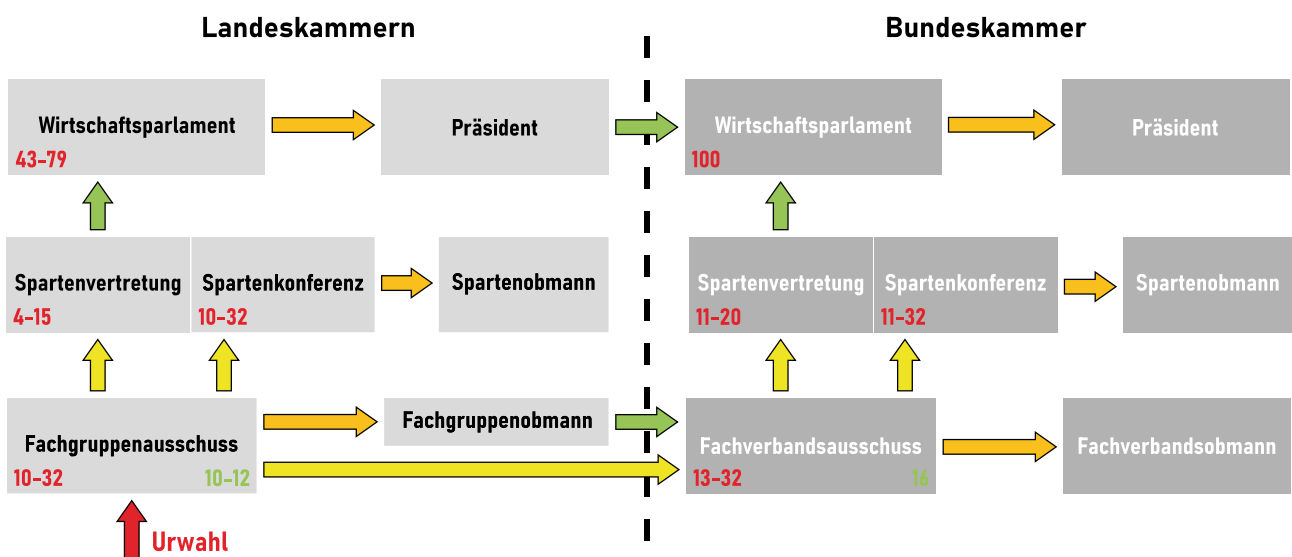 Landeskammern
Bundeskammer
Wirtschaftsparlament
43–79
Präsident
Wirtschaftsparlament
100
Präsident
Spartenvertretung
4–15
Spartenkonferenz
10–32
Spartenobmann
Spartenvertretung
11–20
Spartenkonferenz
11–32
Spartenobmann
Fachgruppenausschuss
10–32
10–12
Fachgruppenobmann
Fachverbandsausschuss
13–32
16
Fachverbandsobmann
Urwahl